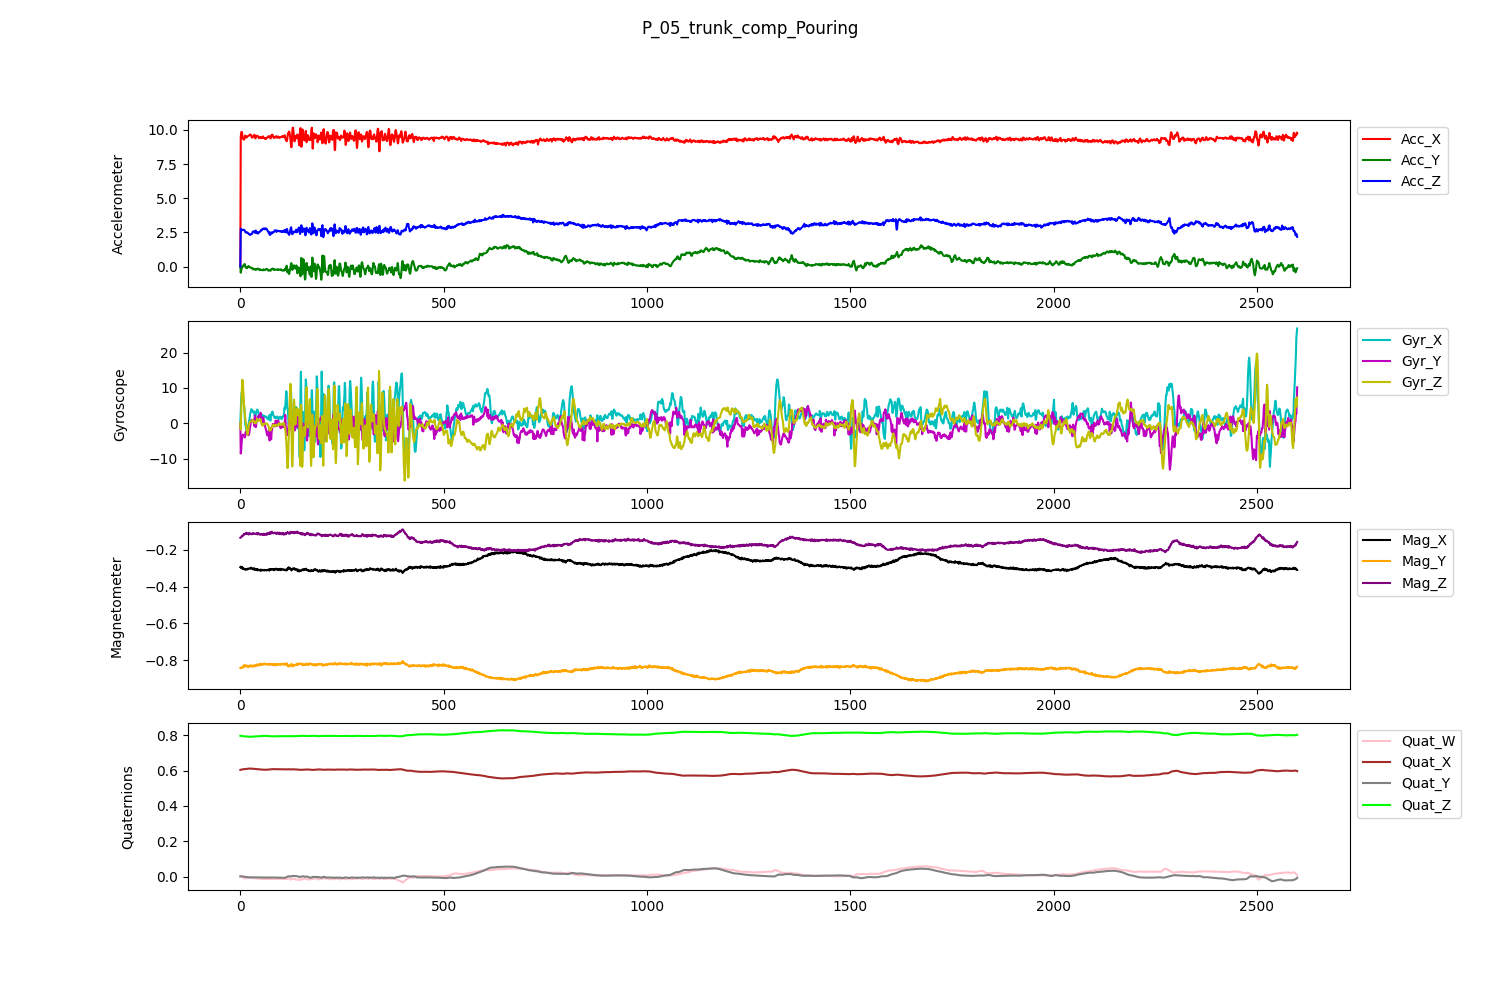 P_05_trunk_comp_Pouring
Accelerometer
10.0
7.5
5.0
2.5
0.0
0 500 1000 1500 2000 2500
Acc_X
Acc_Y
Acc_Z
Gyroscope
20
10
0
−10
0 500 1000 1500 2000 2500
Gyr_X
Gyr_Y
Gyr_Z
Magnetometer
−0.2
−0.4
−0.6
−0.8
0 500 1000 1500 2000 2500
Mag_X
Mag_Y
Mag_Z
Quaternions
0.8
0.6
0.4
0.2
0.0
0 500 1000 1500 2000 2500
Quat_W
Quat_X
Quat_Y
Quat_Z